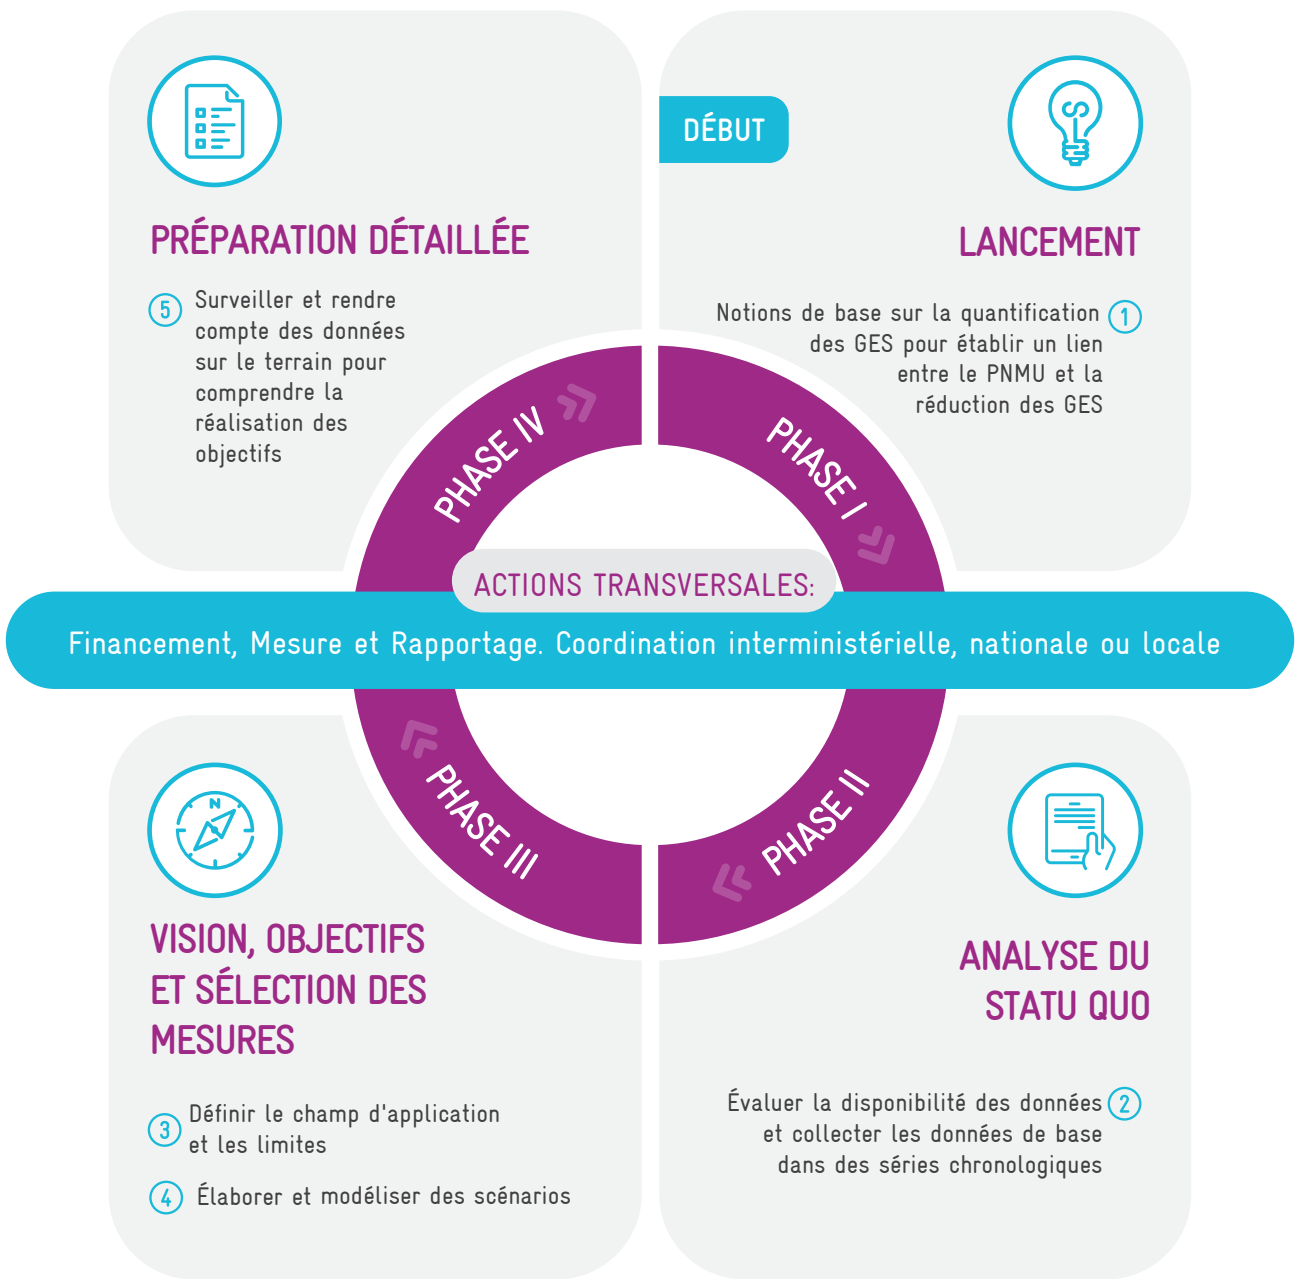 DÉBUT
LANCEMENT
1
Notions de base sur la quantification
des GES pour établir un lien
entre le PNMU et la
réduction des GES
PHASE I
PHASE II
ANALYSE DU
STATU QUO
2
Évaluer la disponibilité des données
et collecter les données de base
dans des séries chronologiques
PHASE III
N
VISION, OBJECTIFS
ET SÉLECTION DES
MESURES
3
Définir le champ d'application
et les limites
4
Élaborer et modéliser des scénarios
PHASE IV
PRÉPARATION DÉTAILLÉE
5
Surveiller et rendre
compte des données
sur le terrain pour
comprendre la
réalisation des
objectifs
ACTIONS TRANSVERSALES:
Financement, Mesure et Rapportage. Coordination interministérielle, nationale ou locale